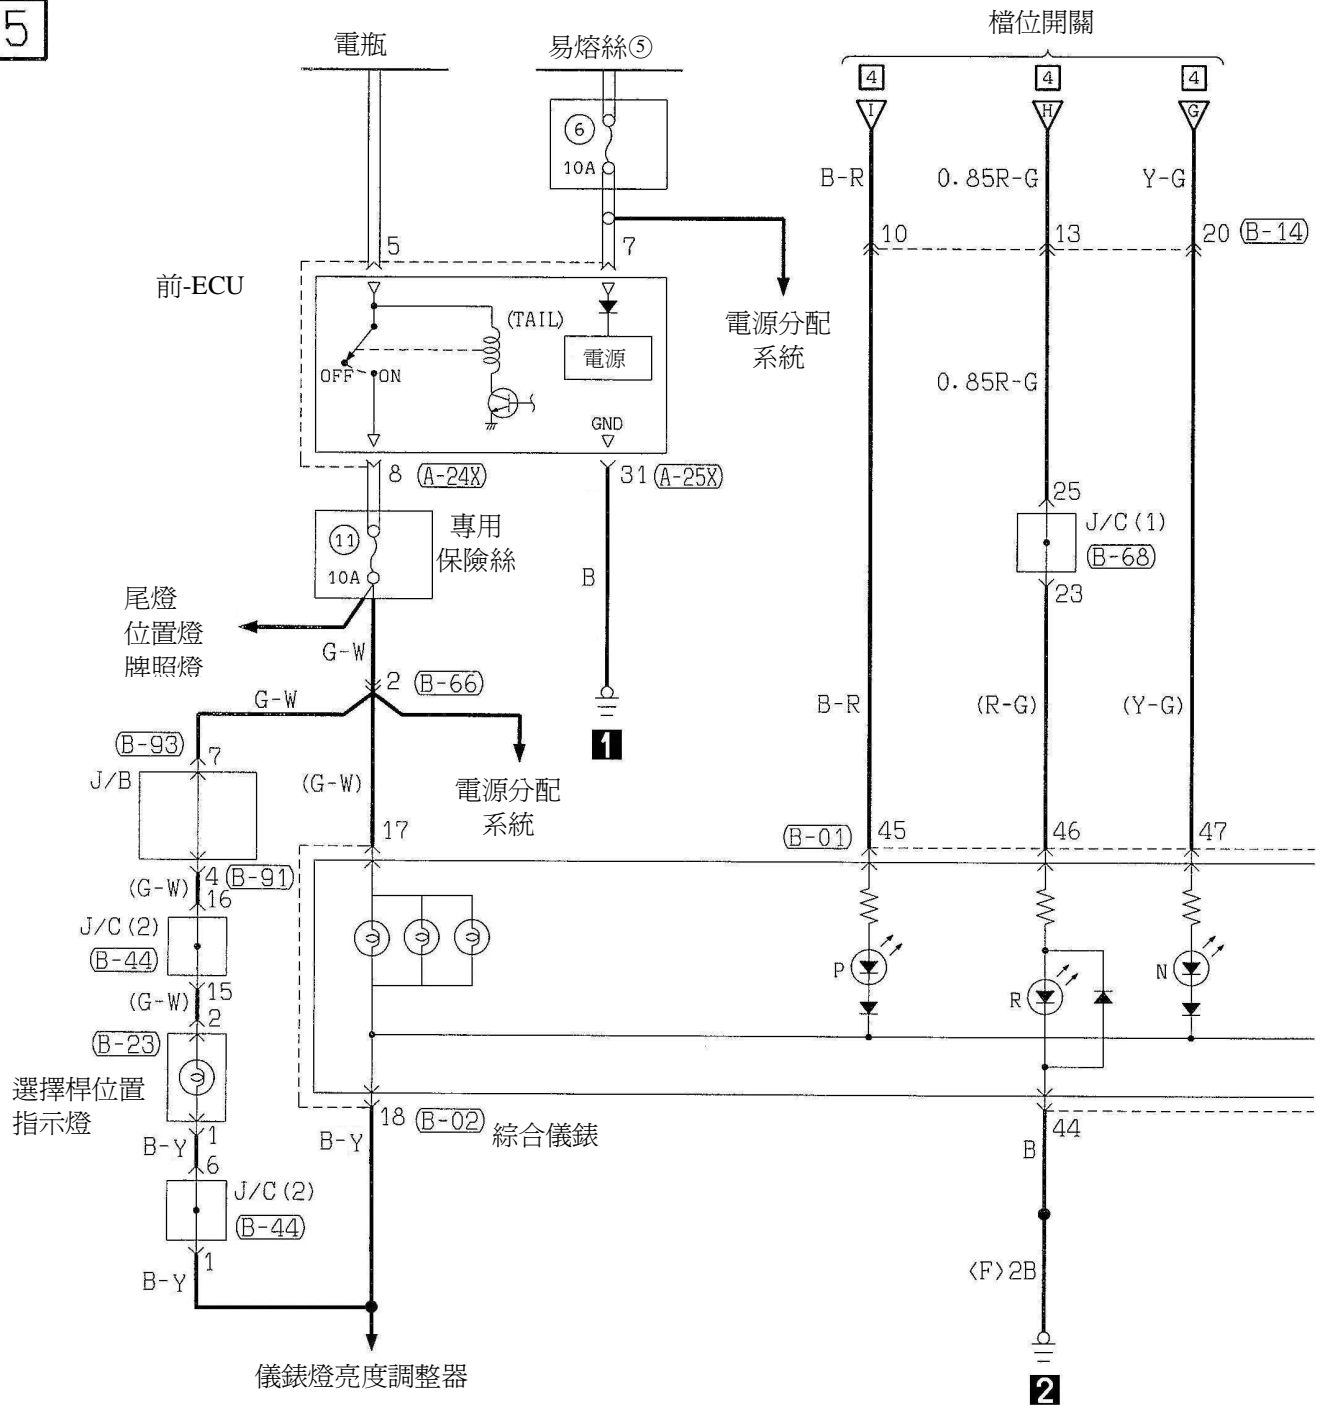 5
電瓶
易熔絲⑤
檔位開關
4
4
4
I
H
G
6
10A
B-R
0.85R-G
Y-G
5
7
10
13
20 (B-14)
前-ECU
(TAIL)
電源
OFF
ON
GND
電源分配
系統
0.85R-G
8 (A-24X)
31 (A-25X)
25
J/C(1)
(B-68)
23
11
10A
專用
保險絲
B
尾燈
位置燈
牌照燈
G-W
2 (B-66)
G-W
1
B-R
(R-G)
(Y-G)
(B-93)
7
J/B
(G-W)
電源分配
系統
17
(B-01)
45
46
47
4 (B-91)
(G-W)
16
J/C(2)
(B-44)
15
(G-W)
2
(B-23)
P
R
N
選擇桿位置
指示燈
1
B-Y
6
J/C(2)
(B-44)
1
B-Y
18 (B-02)
綜合儀錶
B-Y
44
B
〈F〉2B
2
儀錶燈亮度調整器